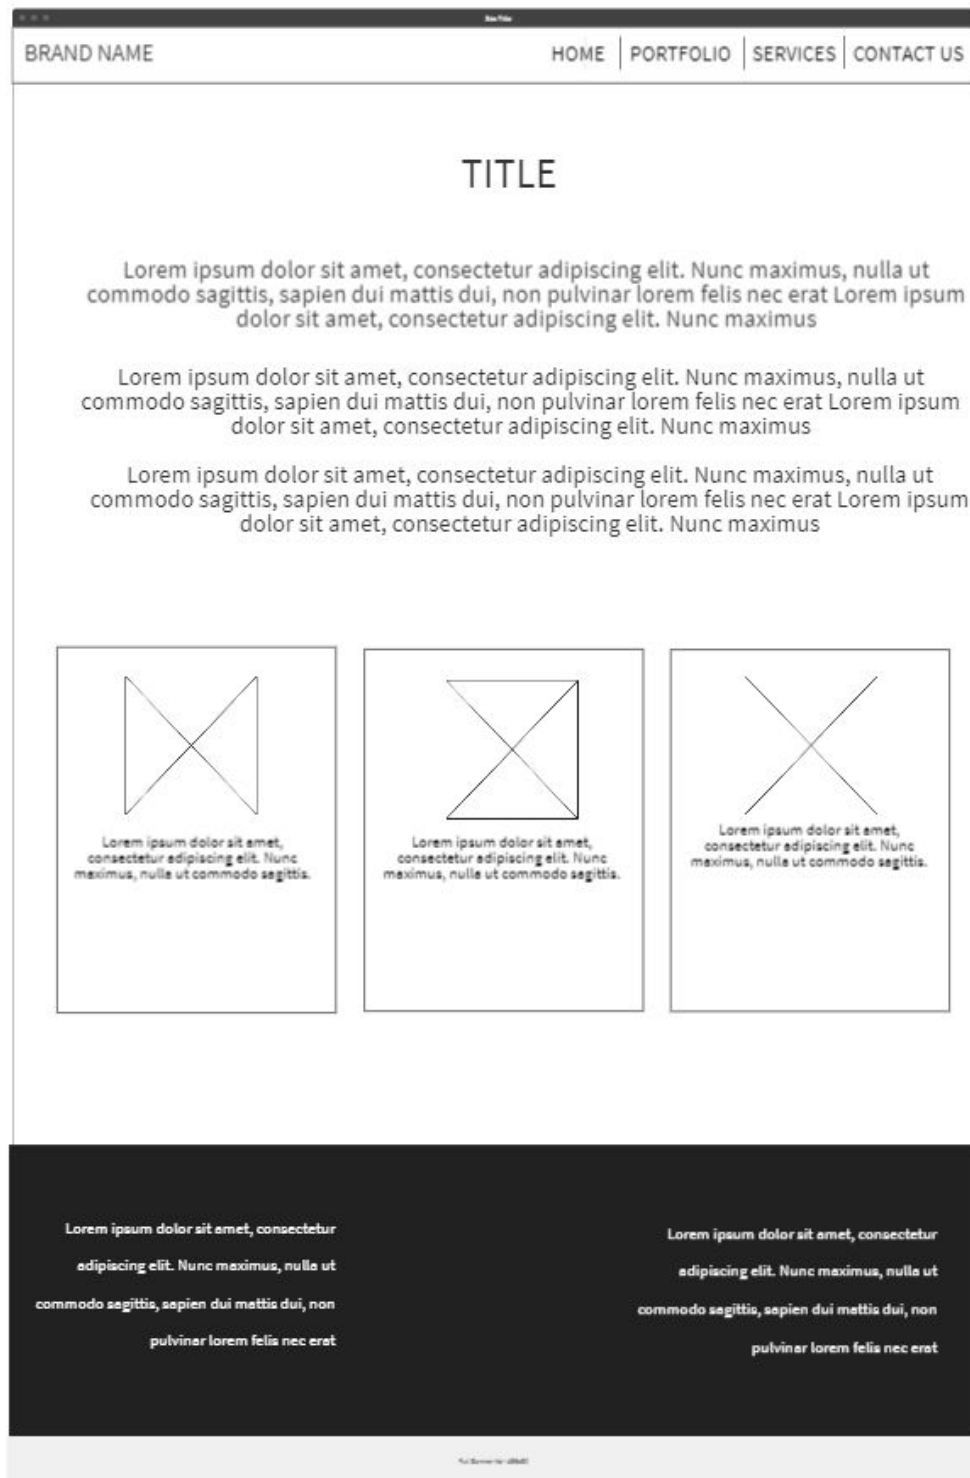 BRAND NAME
HOME PORTFOLIO SERVICES CONTACT US
TITLE
Lorem ipsum dolor sit amet, consectetur adipiscing elit. Nunc maximus, nulla ut
commodo sagittis, sapien dui mattis dui, non pulvinar lorem felis nec erat Lorem ipsum
dolor sit amet, consectetur adipiscing elit. Nunc maximus
Lorem ipsum dolor sit amet, consectetur adipiscing elit. Nunc maximus, nulla ut
commodo sagittis, sapien dui mattis dui, non pulvinar lorem felis nec erat Lorem ipsum
dolor sit amet, consectetur adipiscing elit. Nunc maximus
Lorem ipsum dolor sit amet, consectetur adipiscing elit. Nunc maximus, nulla ut
commodo sagittis, sapien dui mattis dui, non pulvinar lorem felis nec erat Lorem ipsum
dolor sit amet, consectetur adipiscing elit. Nunc maximus
Lorem ipsum dolor sit amet,
consectetur adipiscing elit. Nunc
maximus, nulla ut commodo sagittis.
Lorem ipsum dolor sit amet,
consectetur adipiscing elit. Nunc
maximus, nulla ut commodo sagittis.
Lorem ipsum dolor sit amet,
consectetur adipiscing elit. Nunc
maximus, nulla ut commodo sagittis.
Lorem ipsum dolor sit amet, consectetur
adipiscing elit. Nunc maximus, nulla ut
commodo sagittis, sapien dui mattis dui, non
pulvinar lorem felis nec erat
Lorem ipsum dolor sit amet, consectetur
adipiscing elit. Nunc maximus, nulla ut
commodo sagittis, sapien dui mattis dui, non
pulvinar lorem felis nec erat